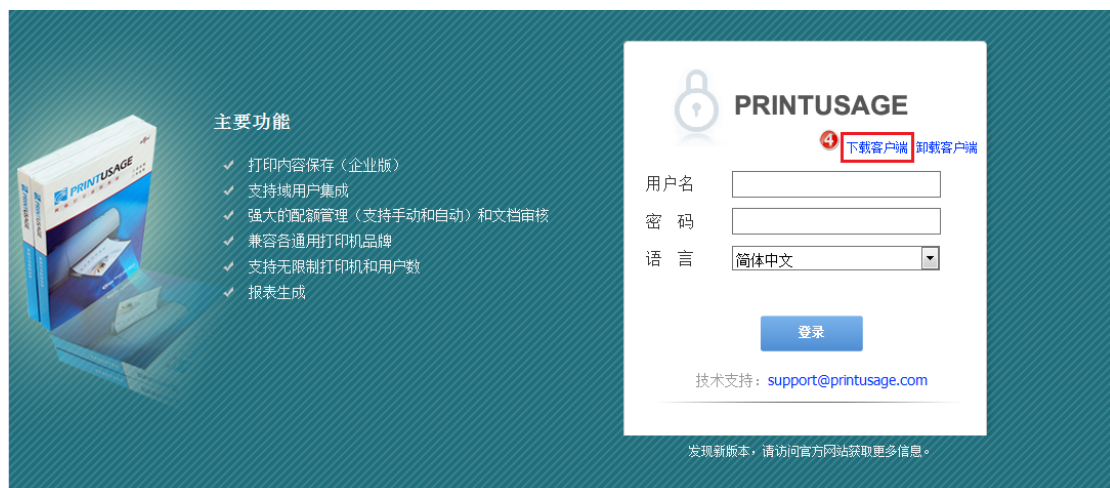 主要功能
打印内容保存（企业版）
支持域用户集成
强大的配额管理（支持手动和自动）和文档审核
兼容各通用打印机品牌
支持无限制打印机和用户数
报表生成
PRINTUSAGE
PRINTUSAGE
PRINTUSAGE
4 下载客户端 卸载客户端
用户名
密 码
语 言 简体中文
登录
技术支持：support@printusage.com
发现新版本，请访问官方网站获取更多信息。